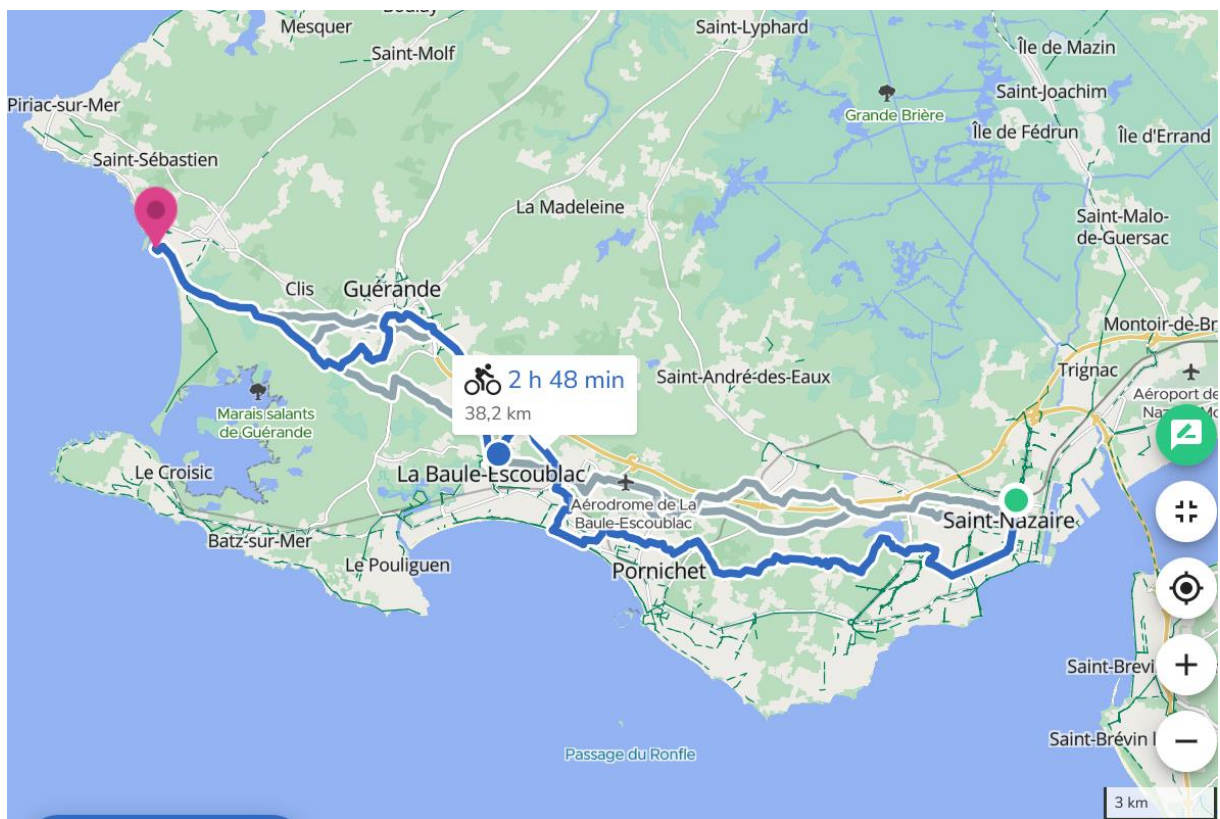 Mesquer
Saint-Molf
Saint-Lyphard
Île de Mazin
Piriac-sur-Mer
Saint-Joachim
Grande Brière
Île de Fédrun
Île d'Errand
Saint-Sébastien
La Madeleine
Saint-Malo-
de-Guersac
Clis
Guérande
Montoir-de-Br
2 h 48 min
38,2 km
Saint-André-des-Eaux
Trignac
Aéroport de
Marais salants
de Guérande
La Baule-Escoublac
Le Croisic
Aérodrome de La
Baule-Escoublac
Saint-Nazaire
Batz-sur-Mer
Le Pouliguen
Pornichet
Saint-Brevi
Saint-Brévin l
Passage du Ronfle
3 km